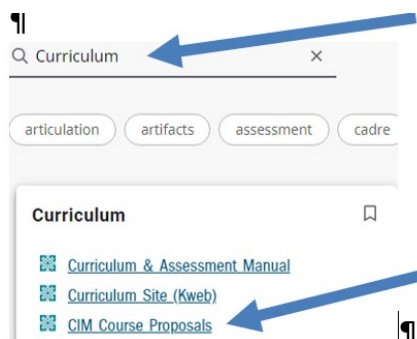 ¶
Curriculum ×
articulation artifacts assessment cadre
Curriculum
Curriculum & Assessment Manual
Curriculum Site (Kweb)
CIM Course Proposals
¶